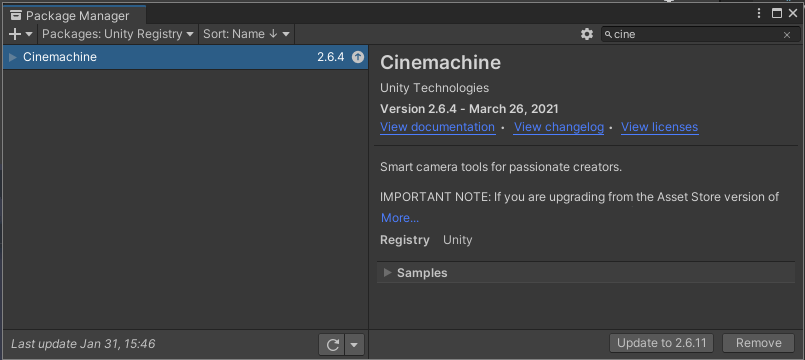 Package Manager
Packages: Unity Registry Sort: Name ↓ cine
Cinemachine 2.6.4
Cinemachine
Unity Technologies
Version 2.6.4 - March 26, 2021
View documentation • View changelog • View licenses
Smart camera tools for passionate creators.
IMPORTANT NOTE: If you are upgrading from the Asset Store version of
More...
Registry Unity
Samples
Last update Jan 31, 15:46
Update to 2.6.11 Remove